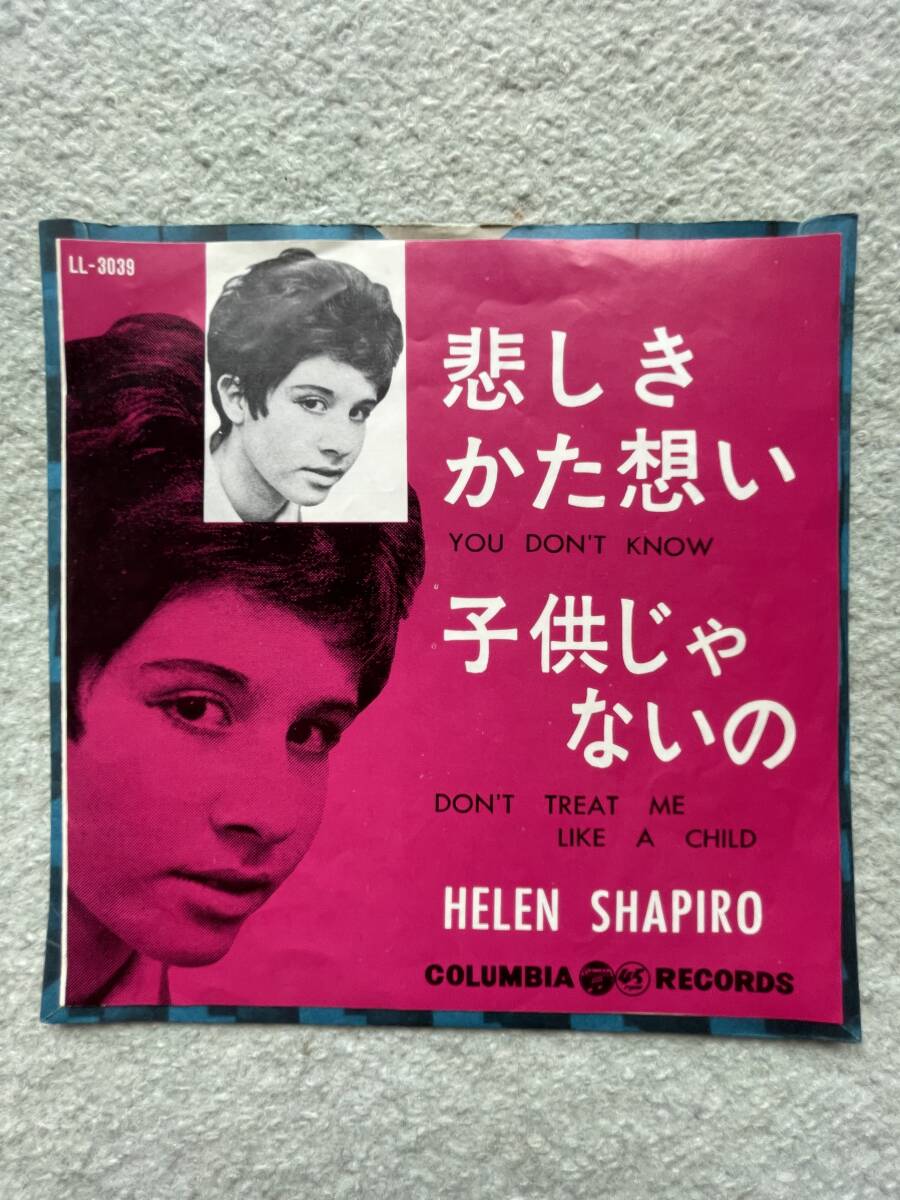 LL-3039
悲しき
かた想い
YOU DON'T KNOW
子供じゃ
ないの
DON'T TREAT ME
LIKE A CHILD
HELEN SHAPIRO
COLUMBIA 45 RECORDS